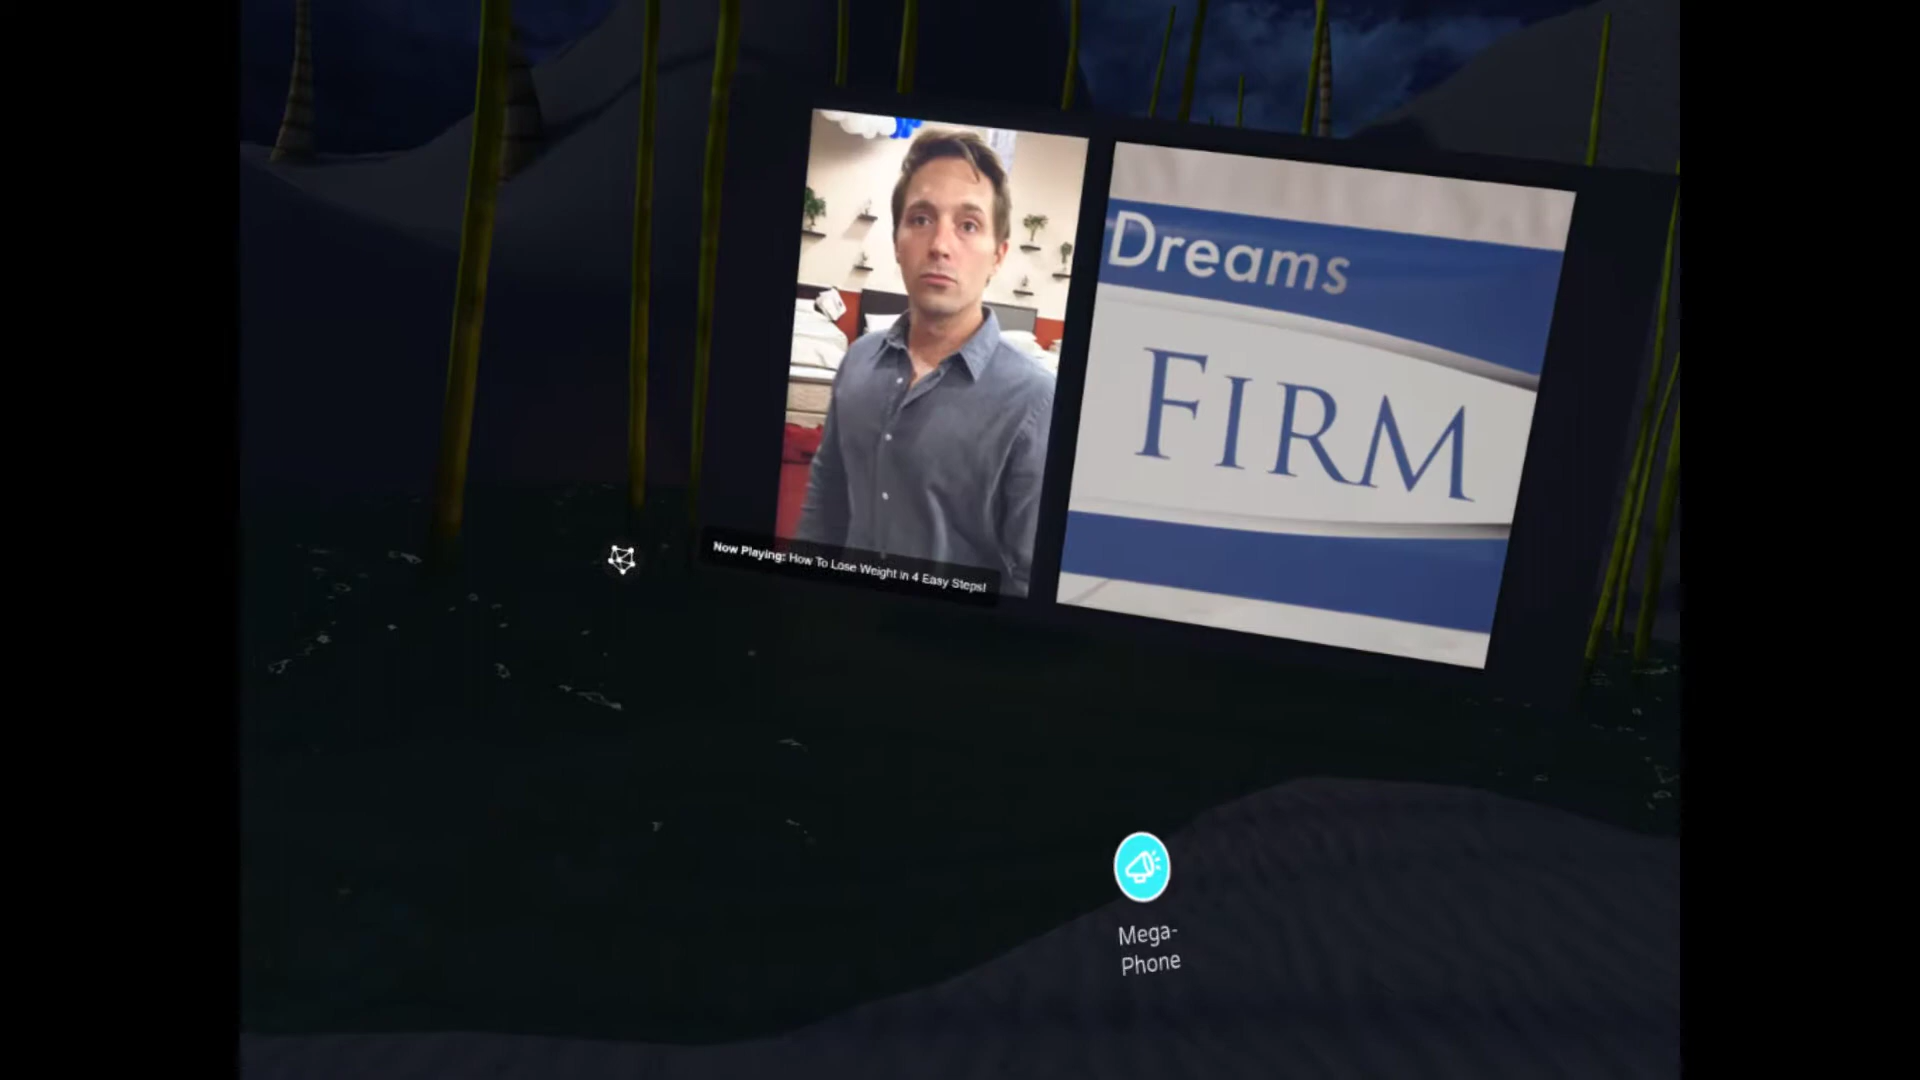 Dreams
FIRM
Now Playing: How To Lose Weight in 4 Easy Steps!
Mega-
Phone